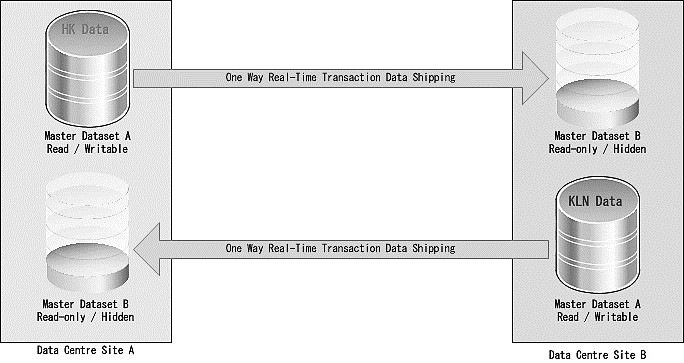 HK Data
One Way Real-Time Transaction Data Shipping
Master Dataset A
Read / Writable
Master Dataset B
Read-only / Hidden
KLN Data
One Way Real-Time Transaction Data Shipping
Master Dataset B
Read-only / Hidden
Master Dataset A
Read / Writable
Data Centre Site A
Data Centre Site B